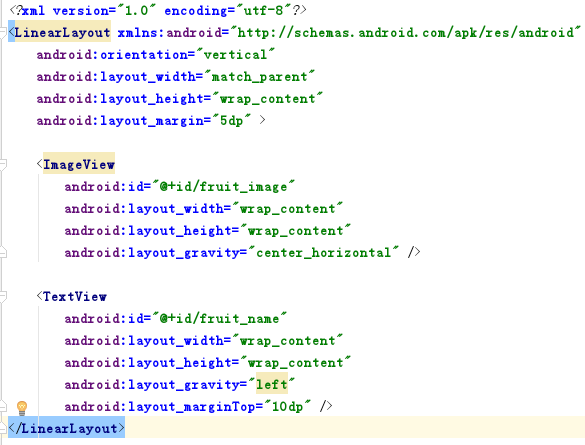 <?xml version="1.0" encoding="utf-8"?>
<LinearLayout xmlns:android="http://schemas.android.com/apk/res/android"
    android:orientation="vertical"
    android:layout_width="match_parent"
    android:layout_height="wrap_content"
    android:layout_margin="5dp" >
    <ImageView
        android:id="@+id/fruit_image"
        android:layout_width="wrap_content"
        android:layout_height="wrap_content"
        android:layout_gravity="center_horizontal" />
    <TextView
        android:id="@+id/fruit_name"
        android:layout_width="wrap_content"
        android:layout_height="wrap_content"
        android:layout_gravity="left"
        android:layout_marginTop="10dp" />
</LinearLayout>